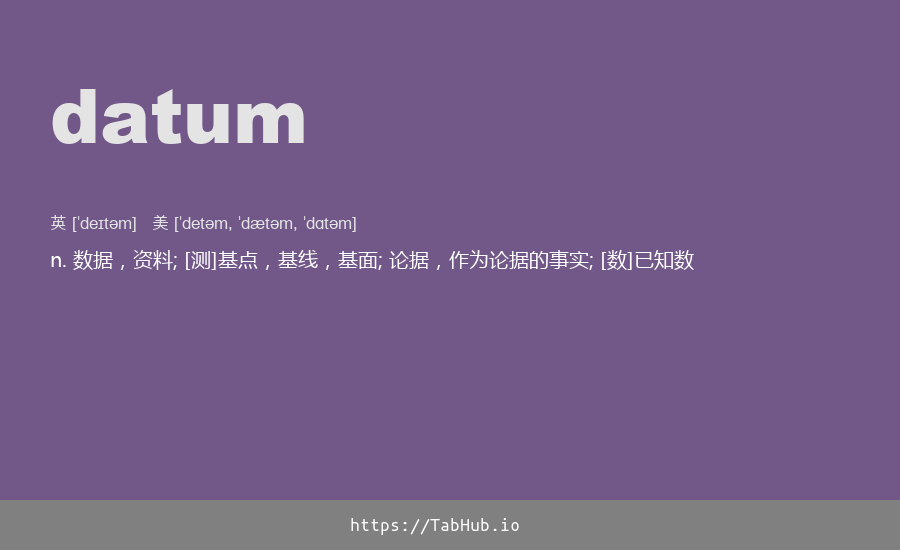 datum
英 [ˈdeɪtəm] 美 [ˈdetəm, ˈdætəm, ˈdɑtəm]
n. 数据，资料; [测]基点，基线，基面; 论据，作为论据的事实; [数]已知数
https://TabHub.io